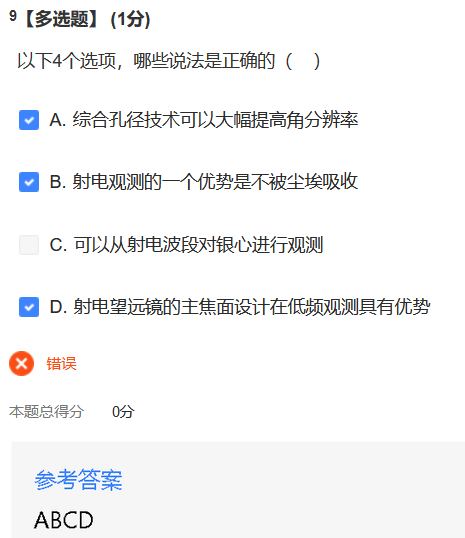 9【多选题】 (1分)
以下4个选项，哪些说法是正确的（ ）
A. 综合孔径技术可以大幅提高角分辨率
B. 射电观测的一个优势是不被尘埃吸收
C. 可以从射电波段对银心进行观测
D. 射电望远镜的主焦面设计在低频观测具有优势
错误
本题总得分 0分
参考答案
ABCD